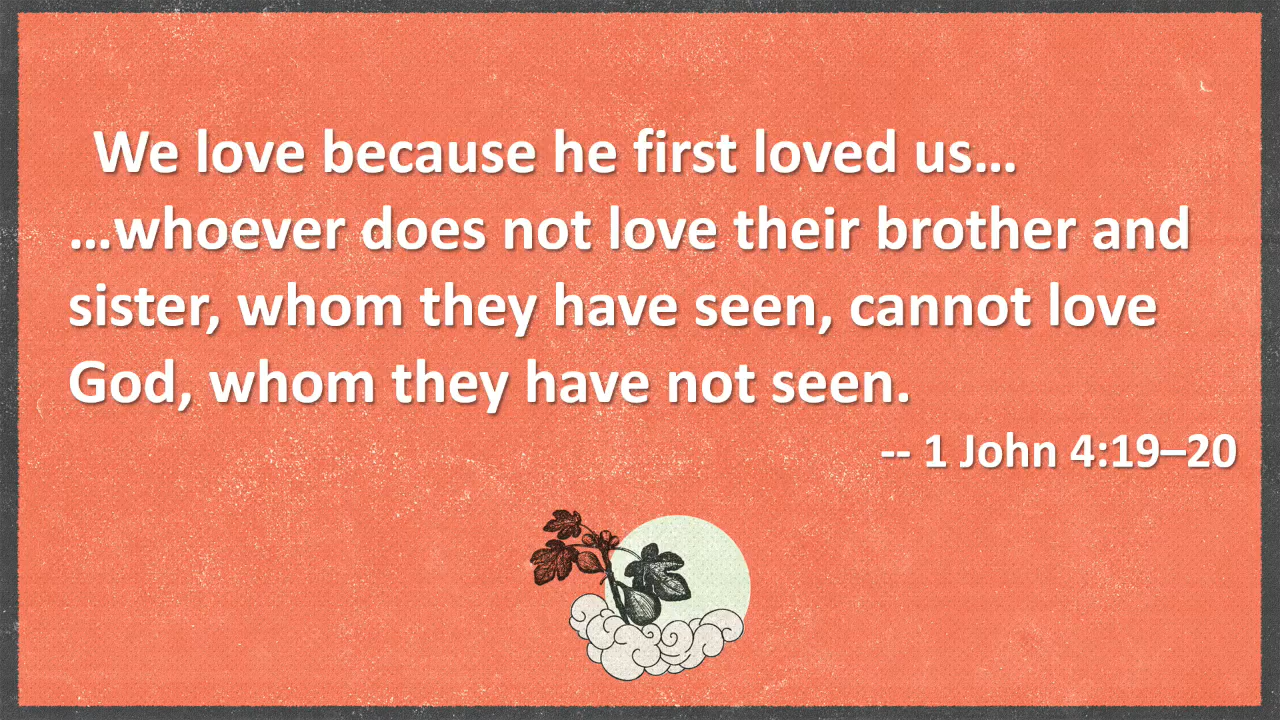 We love because he first loved us…
…whoever does not love their brother and
sister, whom they have seen, cannot love
God, whom they have not seen.
-- 1 John 4:19–20